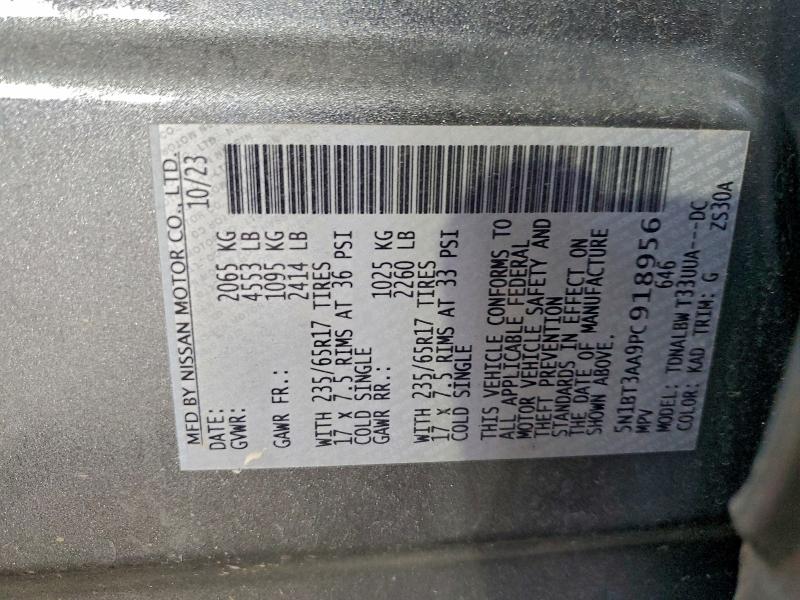 MFD BY NISSAN MOTOR CO., LTD.
DATE: 10/23
GVWR: 2065 KG
4553 LB
GAWR FR.: 1095 KG
2414 LB
WITH 235/65R17 TIRES
17 X 7.5 RIMS AT 36 PSI
COLD SINGLE
GAWR RR.: 1025 KG
2260 LB
WITH 235/65R17 TIRES
17 X 7.5 RIMS AT 33 PSI
COLD SINGLE
THIS VEHICLE CONFORMS TO
ALL APPLICABLE FEDERAL
MOTOR VEHICLE SAFETY AND
THEFT PREVENTION
STANDARDS IN EFFECT ON
THE DATE OF MANUFACTURE
SHOWN ABOVE.
5N1BT3AA9PC918956
MPV 646
MODEL: TDNALBW T33UUA---DC
COLOR: KAD TRIM: G ZS30A